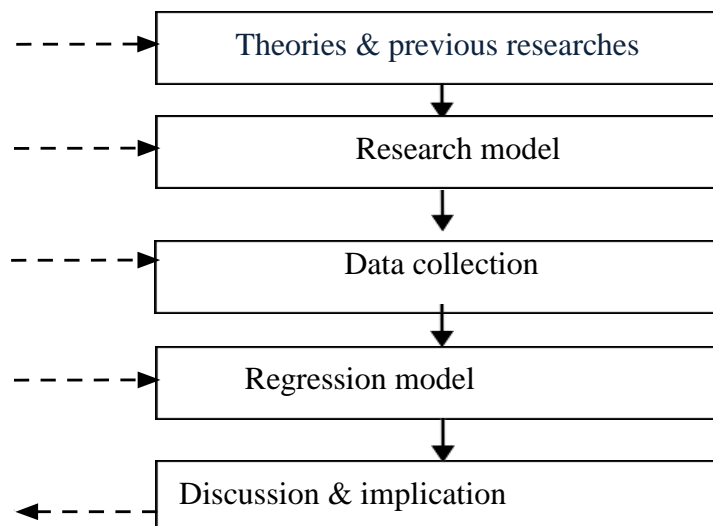 Theories & previous researches
Research model
Data collection
Regression model
Discussion & implication